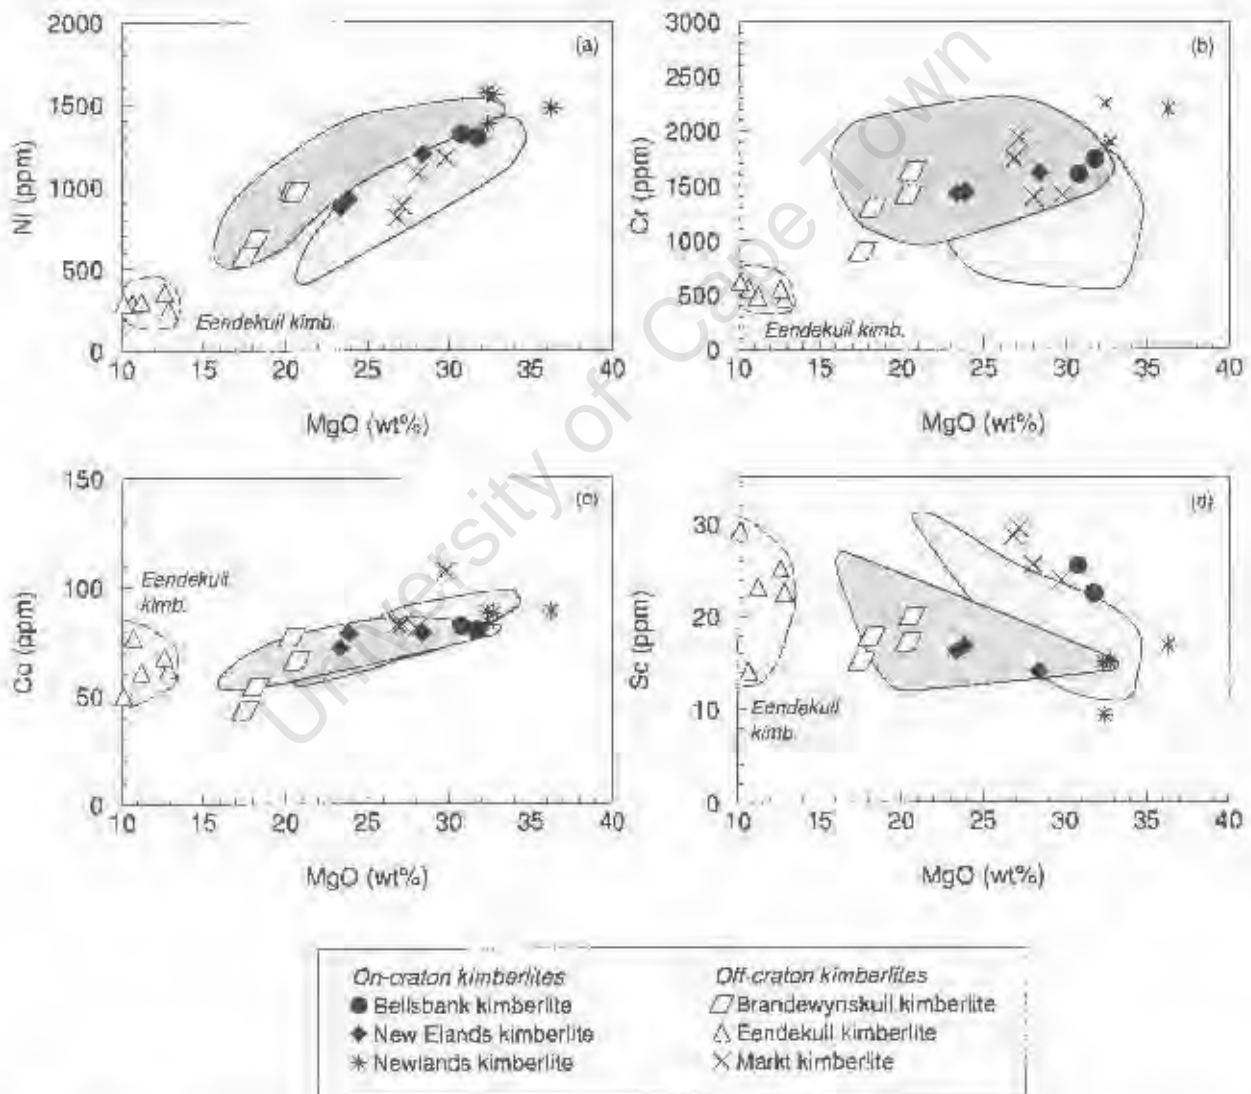 2000
1500
1000
500
0
Ni (ppm)
(a)
Eendekuil kimb.
10 15 20 25 30 35 40
MgO (wt%)
3000
2500
2000
1500
1000
500
0
Cr (ppm)
(b)
Eendekuil kimb.
10 15 20 25 30 35 40
MgO (wt%)
150
100
50
0
Co (ppm)
(c)
Eendekuil
kimb.
10 15 20 25 30 35 40
MgO (wt%)
30
20
10
0
Sc (ppm)
(d)
Eendekuil
kimb.
10 15 20 25 30 35 40
MgO (wt%)
University of Cape Town
On-craton kimberlites
Bellsbank kimberlite
New Elands kimberlite
Newlands kimberlite
Off-craton kimberlites
Brandewynskuil kimberlite
Eendekuil kimberlite
Markt kimberlite